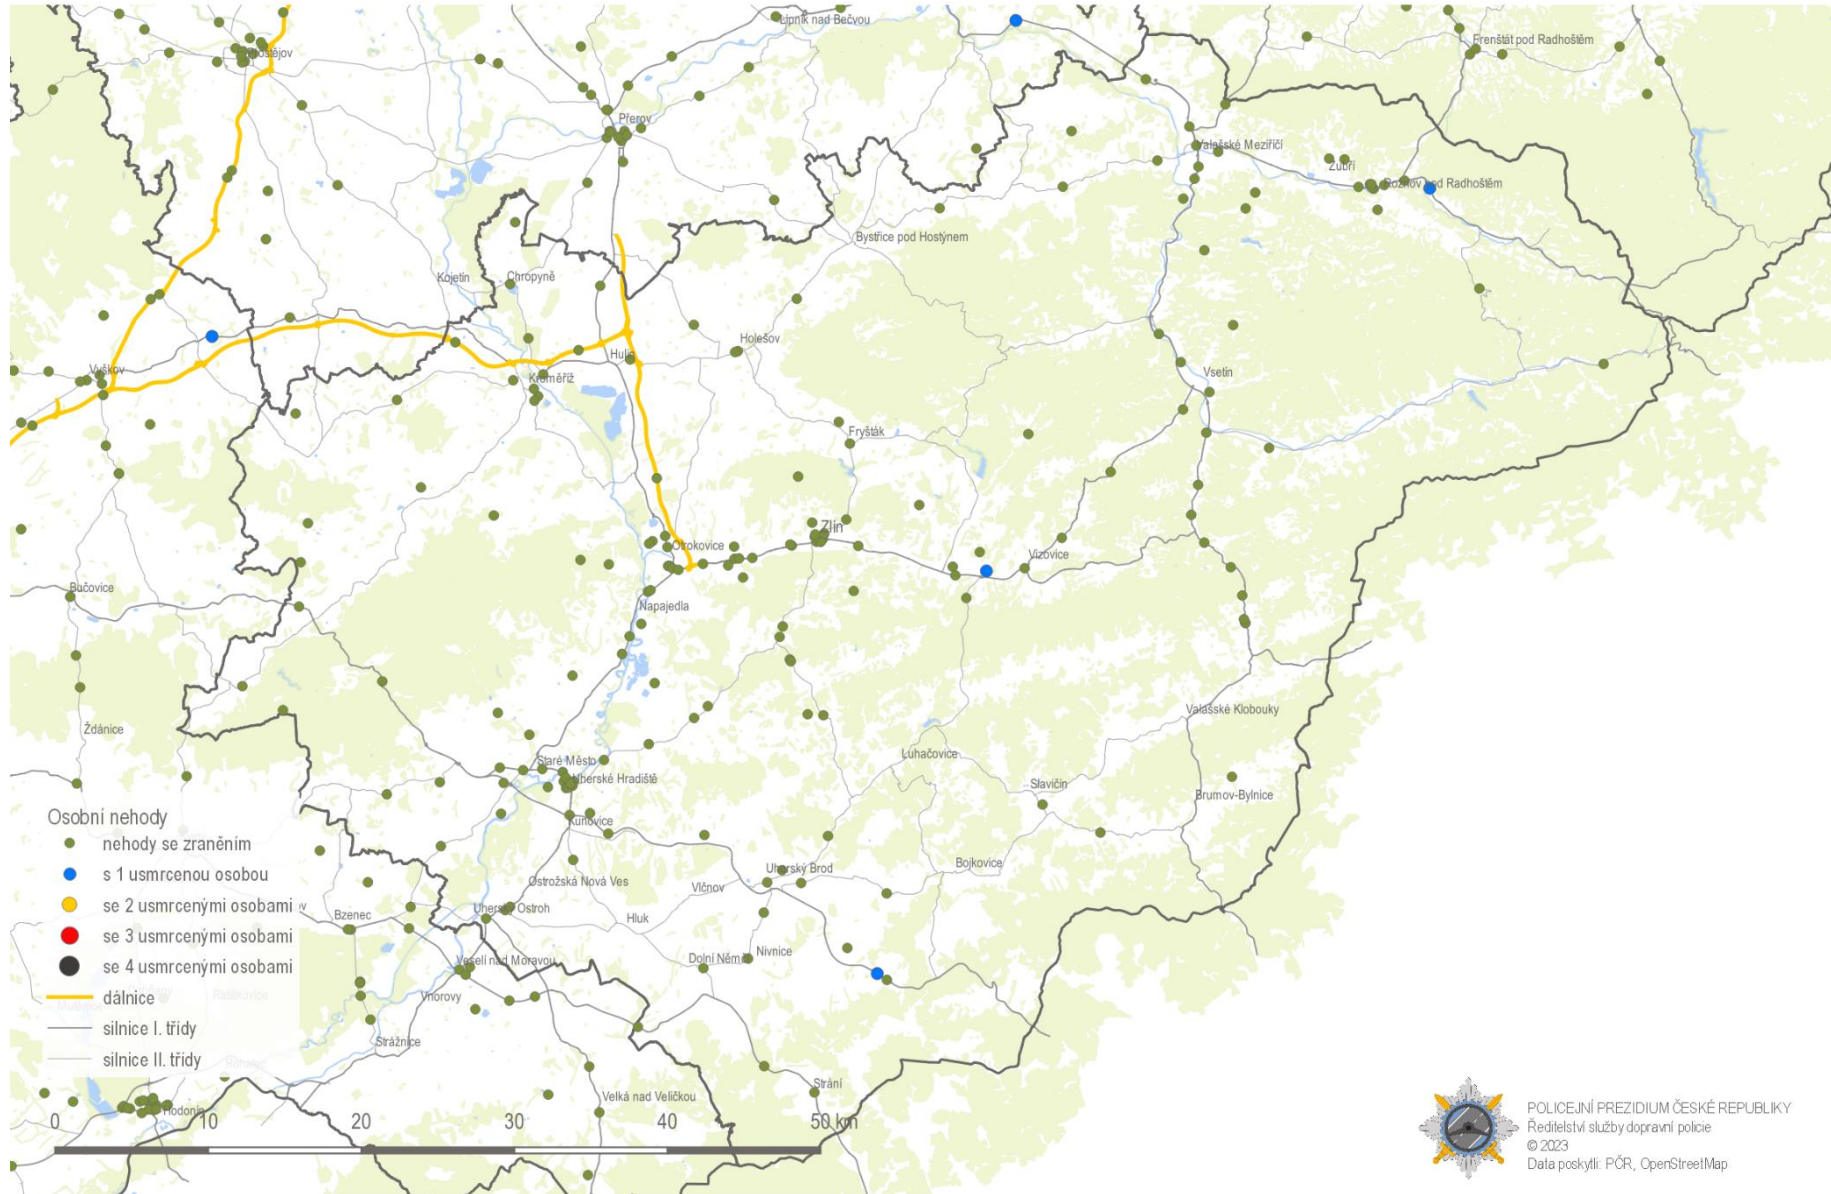 Lipník nad Bečvou
Frenštát pod Radhoštěm
Prostějov
Přerov
Valašské Meziříčí
Zubří
Rožnov pod Radhoštěm
Bystřice pod Hostýnem
Kojetín
Chropyně
Holešov
Hulín
Vyškov
Kroměříž
Vsetín
Fryšták
Zlín
Otrokovice
Vizovice
Bučovice
Napajedla
Ždánice
Valašské Klobouky
Luhačovice
Staré Město
Uherské Hradiště
Slavičín
Brumov-Bylnice
Kunovice
Uherský Brod
Bojkovice
Ostrožská Nová Ves
Vlčnov
Bzenec
Uherský Ostroh
Hluk
Nivnice
Dolní Němčí
Veselí nad Moravou
Vnorovy
Ratíškovice
Strážnice
Rohatec
Strání
Velká nad Veličkou
Hodonín
Osobní nehody
nehody se zraněním
s 1 usmrcenou osobou
se 2 usmrcenými osobami
se 3 usmrcenými osobami
se 4 usmrcenými osobami
dálnice
silnice I. třídy
silnice II. třídy
0 10 20 30 40 50 km
POLICEJNÍ PREZIDIUM ČESKÉ REPUBLIKY
Ředitelství služby dopravní policie
© 2023
Data poskytli: PČR, OpenStreetMap